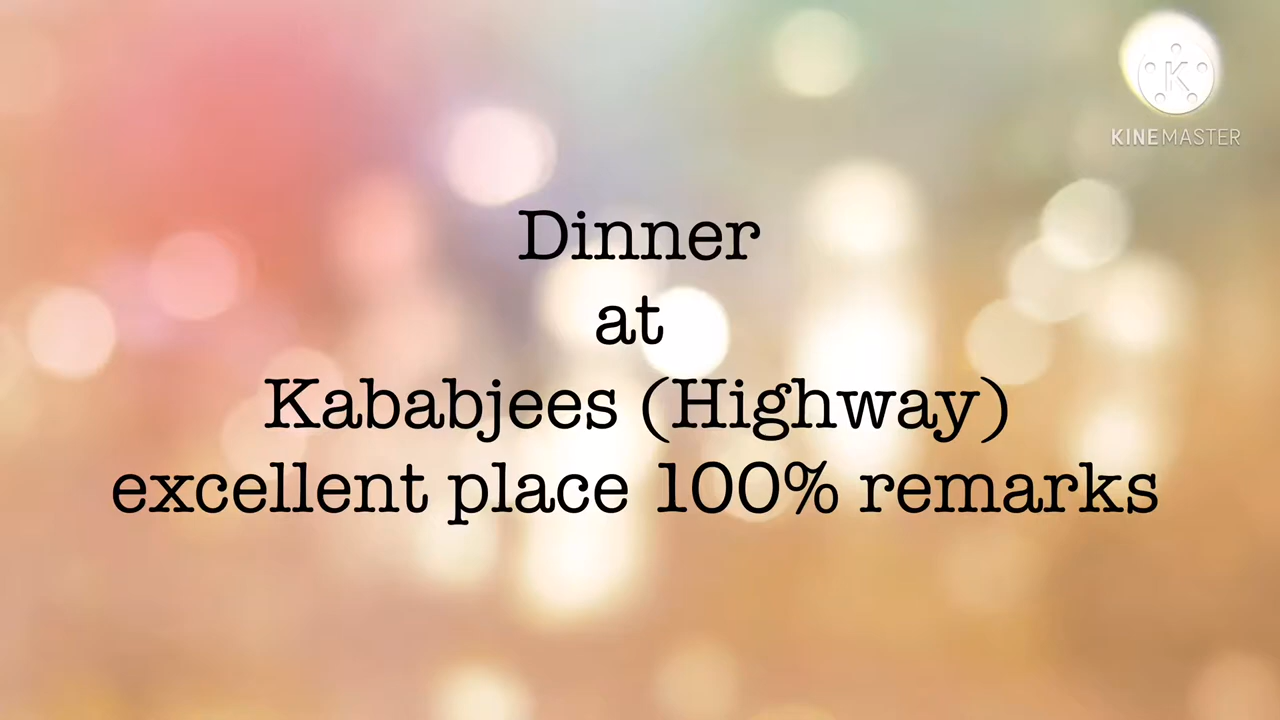 KINEMASTER
Dinner
at
Kababjees (Highway)
excellent place 100% remarks